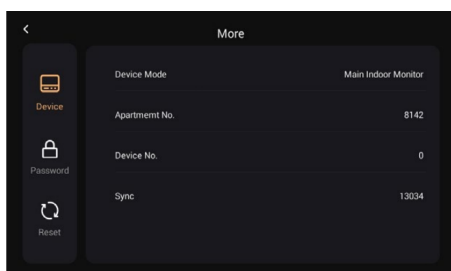 More
Device
Password
Reset
Device Mode Main Indoor Monitor
Apartmemt No. 8142
Device No. 0
Sync 13034